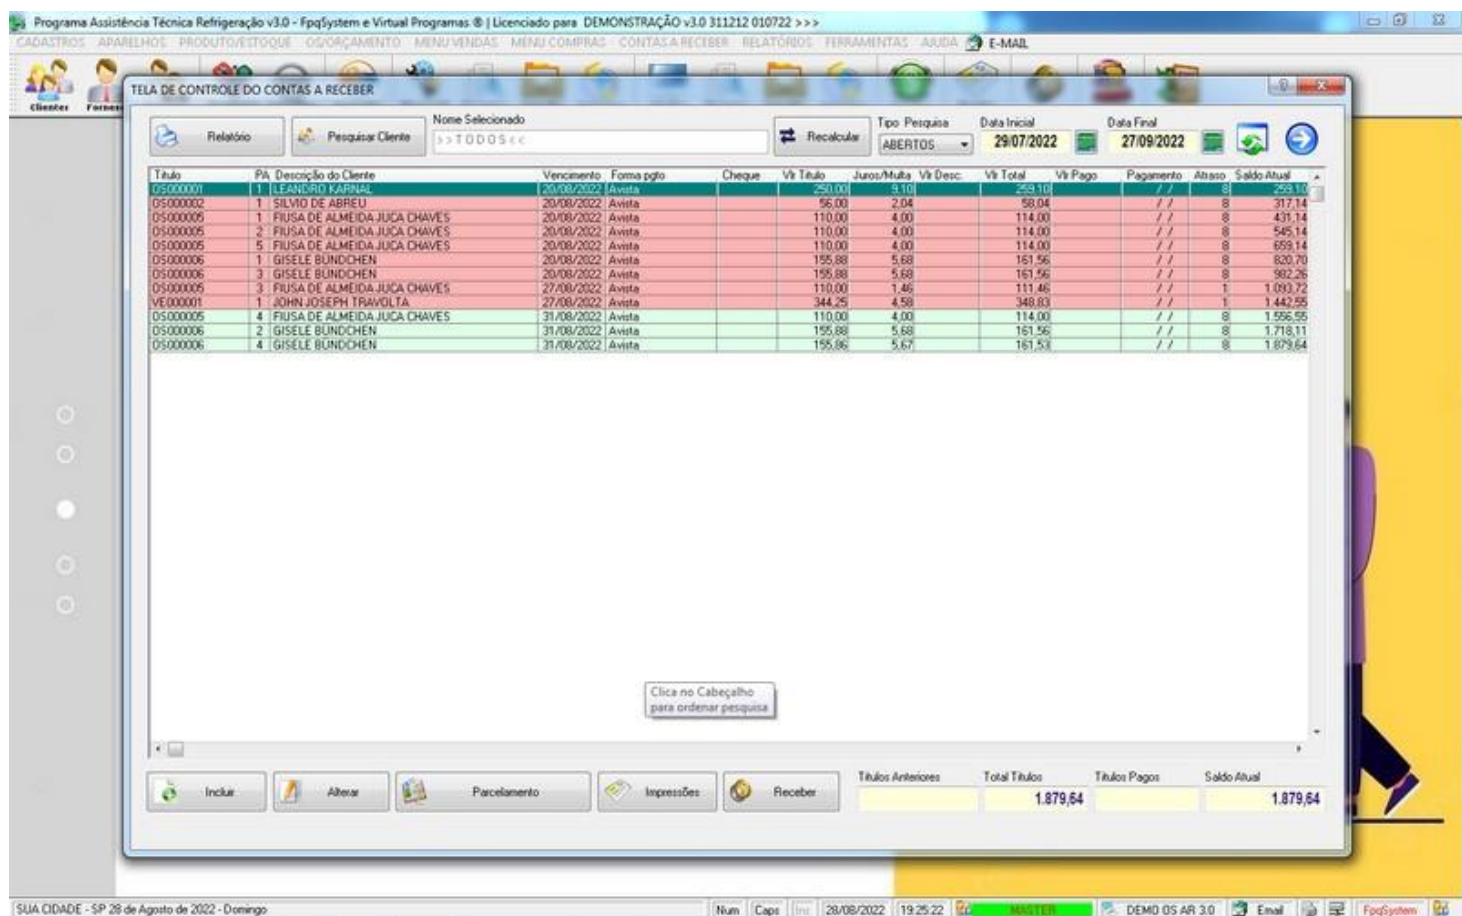 Programa Assistência Técnica Refrigeração v3.0 - FpqSystem e Virtual Programas ® | Licenciado para DEMONSTRAÇÃO v3.0 311212 010722 >>>
CADASTROS APARELHOS PRODUTO/ESTOQUE OS/ORÇAMENTO MENU VENDAS MENU COMPRAS CONTAS A RECEBER RELATÓRIOS FERRAMENTAS AJUDA E-MAIL
Clientes
TELA DE CONTROLE DO CONTAS A RECEBER
Relatório Pesquisar Cliente Nome Selecionado >>TODOS<< Recalcular Tipo Pesquisa ABERTOS Data Inicial 29/07/2022 Data Final 27/09/2022
Título PA Descrição do Cliente Vencimento Forma pgto Cheque Vlr Título Juros/Multa Vlr Desc. Vlr Total Vlr Pago Pagamento Atraso Saldo Atual
OS000001 1 LEANDRO KARNAL 20/08/2022 Avista 250,00 9,10 259,10 / / 8 259,10
OS000002 1 SILVIO DE ABREU 20/08/2022 Avista 56,00 2,04 58,04 / / 8 317,14
OS000005 1 FIUSA DE ALMEIDA JUCA CHAVES 20/08/2022 Avista 110,00 4,00 114,00 / / 8 431,14
OS000005 2 FIUSA DE ALMEIDA JUCA CHAVES 20/08/2022 Avista 110,00 4,00 114,00 / / 8 545,14
OS000005 5 FIUSA DE ALMEIDA JUCA CHAVES 20/08/2022 Avista 110,00 4,00 114,00 / / 8 659,14
OS000006 1 GISELE BÜNDCHEN 20/08/2022 Avista 155,88 5,68 161,56 / / 8 820,70
OS000006 3 GISELE BÜNDCHEN 20/08/2022 Avista 155,88 5,68 161,56 / / 8 982,26
OS000005 3 FIUSA DE ALMEIDA JUCA CHAVES 27/08/2022 Avista 110,00 1,46 111,46 / / 1 1.093,72
VE000001 1 JOHN JOSEPH TRAVOLTA 27/08/2022 Avista 344,25 4,58 348,83 / / 1 1.442,55
OS000005 4 FIUSA DE ALMEIDA JUCA CHAVES 31/08/2022 Avista 110,00 4,00 114,00 / / 8 1.556,55
OS000006 2 GISELE BÜNDCHEN 31/08/2022 Avista 155,88 5,68 161,56 / / 8 1.718,11
OS000006 4 GISELE BÜNDCHEN 31/08/2022 Avista 155,86 5,67 161,53 / / 8 1.879,64
Clica no Cabeçalho
para ordenar pesquisa
Incluir Alterar Parcelamento Impressões Receber
Títulos Anteriores Total Títulos Títulos Pagos Saldo Atual
1.879,64 1.879,64
SUA CIDADE - SP 28 de Agosto de 2022 - Domingo Num Caps Ins 28/08/2022 19:25:22 MASTER DEMO OS AR 3.0 Email FpqSystem